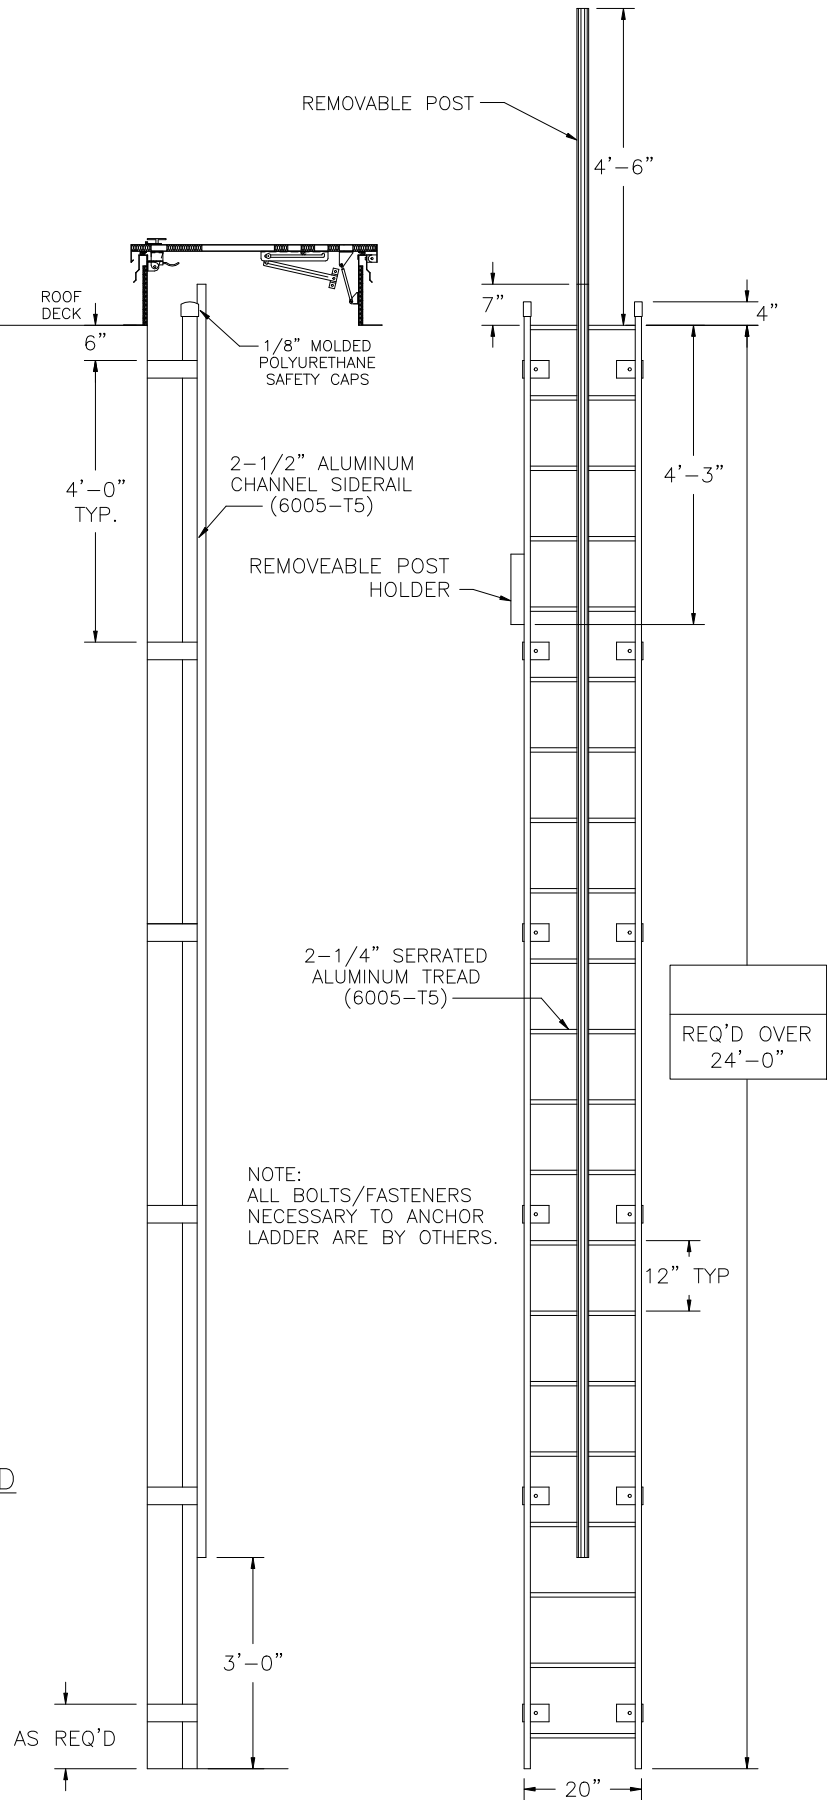 REMOVABLE POST
4'-6"
ROOF
DECK
7"
4"
6"
1/8" MOLDED
POLYURETHANE
SAFETY CAPS
2-1/2" ALUMINUM
CHANNEL SIDERAIL
(6005-T5)
4'-0"
TYP.
4'-3"
REMOVEABLE POST
HOLDER
2-1/4" SERRATED
ALUMINUM TREAD
(6005-T5)
REQ'D OVER
24'-0"
NOTE:
ALL BOLTS/FASTENERS
NECESSARY TO ANCHOR
LADDER ARE BY OTHERS.
12" TYP
D
3'-0"
AS REQ'D
20"